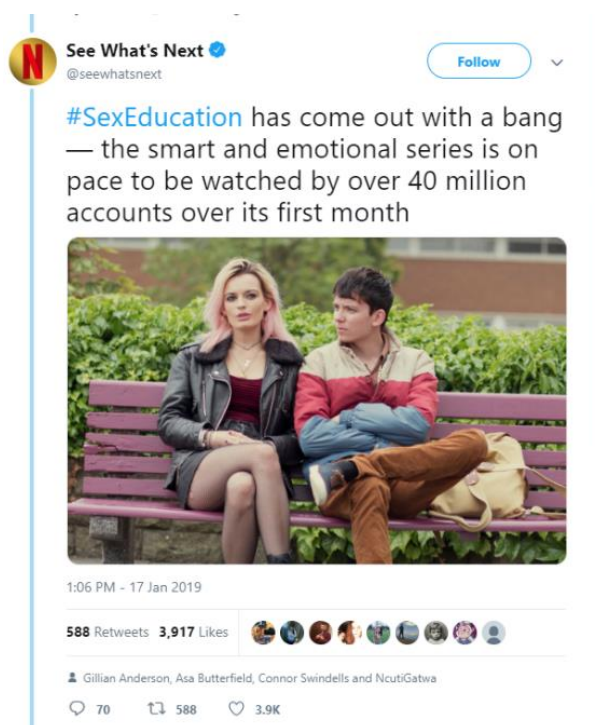 See What's Next
@seewhatsnext
Follow
#SexEducation has come out with a bang
— the smart and emotional series is on
pace to be watched by over 40 million
accounts over its first month
1:06 PM - 17 Jan 2019
588 Retweets 3,917 Likes
Gillian Anderson, Asa Butterfield, Connor Swindells and NcutiGatwa
70 588 3.9K